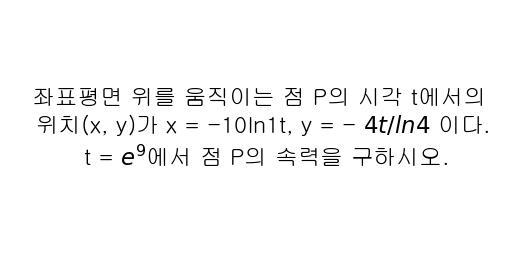 좌표평면 위를 움직이는 점 P의 시각 t에서의
위치(x, y)가 x = −10ln1t, y = − 4t/ln4 이다.
t = e⁹에서 점 P의 속력을 구하시오.